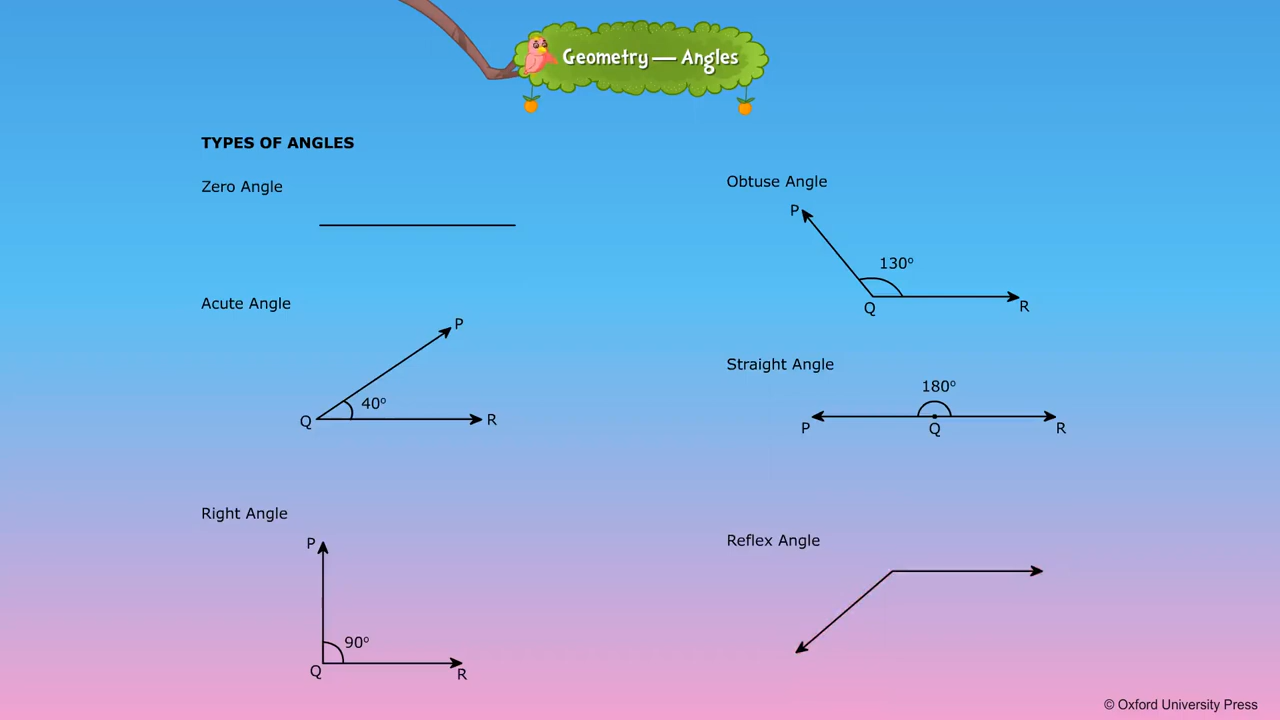 Geometry — Angles
TYPES OF ANGLES
Zero Angle
Acute Angle
P
40°
Q
R
Right Angle
P
90°
Q
R
Obtuse Angle
P
130°
Q
R
Straight Angle
180°
P
Q
R
Reflex Angle
© Oxford University Press